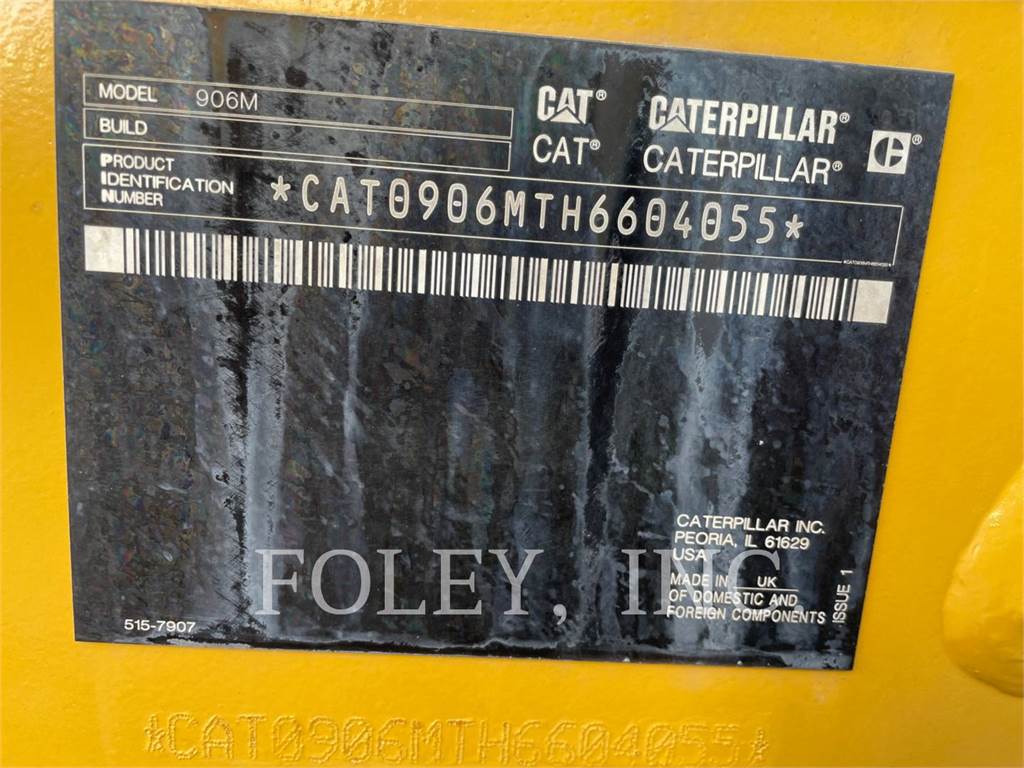 MODEL 906M
BUILD
PRODUCT
IDENTIFICATION
NUMBER
*CAT0906MTH6604055*
CAT® CATERPILLAR® C®
CAT® CATERPILLAR®
CATERPILLAR INC.
PEORIA, IL 61629
USA
MADE IN UK
OF DOMESTIC AND
FOREIGN COMPONENTS
ISSUE 1
515-7907
FOLEY, INC
*CAT0906MTH6604055*